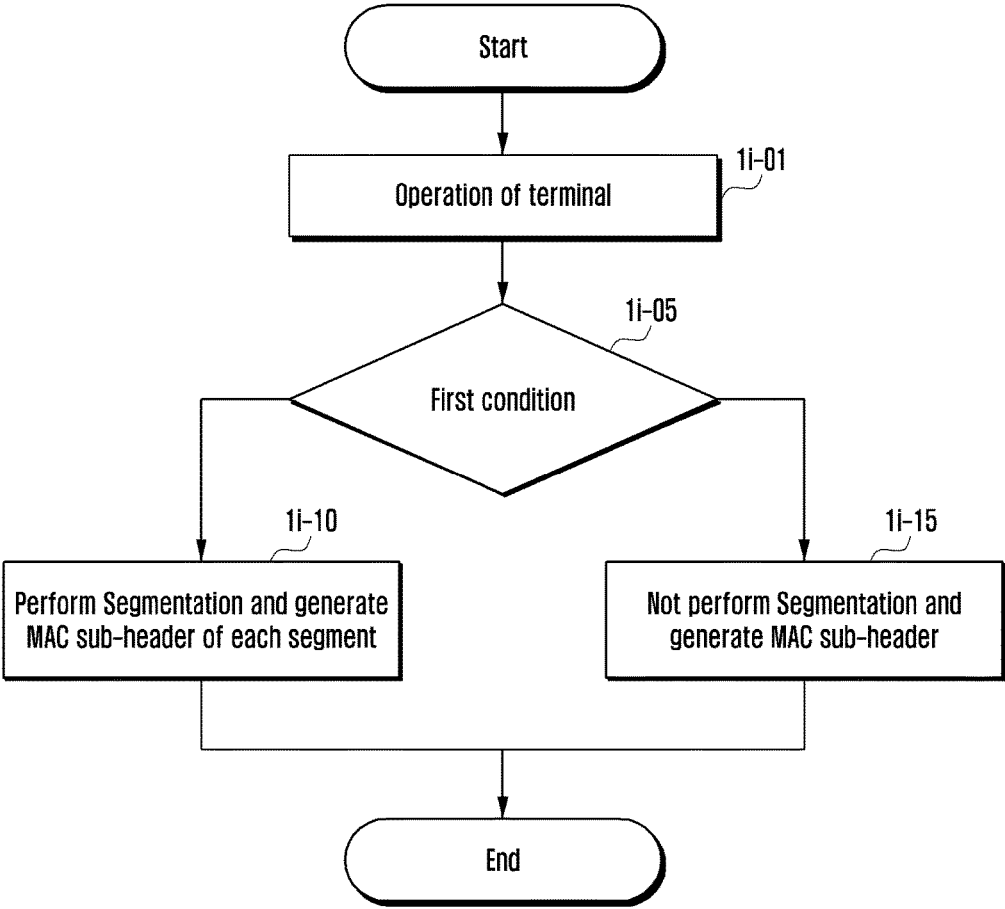 Start
1i-01
Operation of terminal
1i-05
First condition
1i-10
Perform Segmentation and generate
MAC sub-header of each segment
1i-15
Not perform Segmentation and
generate MAC sub-header
End